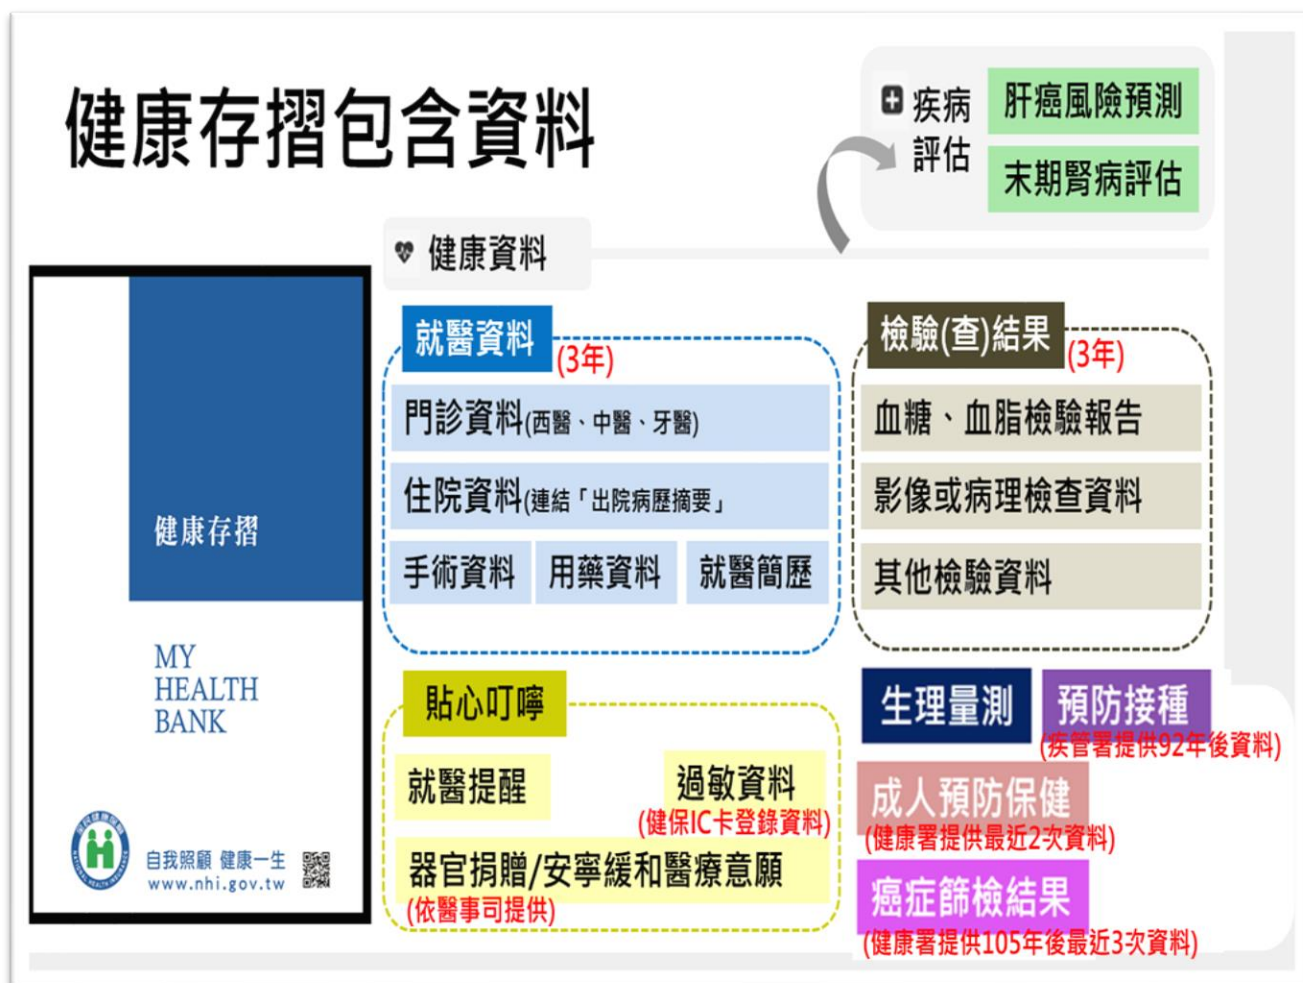 健康存摺包含資料
疾病
評估
肝癌風險預測
末期腎病評估
健康資料
就醫資料
(3年)
門診資料(西醫、中醫、牙醫)
住院資料(連結「出院病歷摘要」
手術資料
用藥資料
就醫簡歷
檢驗(查)結果
(3年)
血糖、血脂檢驗報告
影像或病理檢查資料
其他檢驗資料
貼心叮嚀
就醫提醒
過敏資料
(健保IC卡登錄資料)
器官捐贈/安寧緩和醫療意願
(依醫事司提供)
生理量測
預防接種
(疾管署提供92年後資料)
成人預防保健
(健康署提供最近2次資料)
癌症篩檢結果
(健康署提供105年後最近3次資料)
健康存摺
MY
HEALTH
BANK
全民健康保險
NATIONAL HEALTH INSURANCE
自我照顧 健康一生
www.nhi.gov.tw